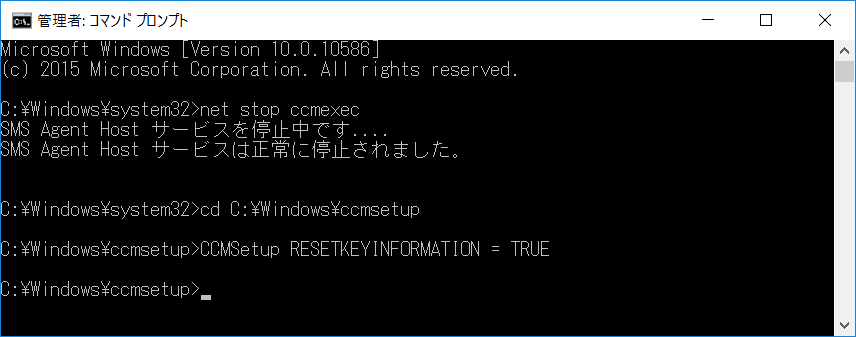 管理者: コマンド プロンプト
Microsoft Windows [Version 10.0.10586]
(c) 2015 Microsoft Corporation. All rights reserved.
C:¥Windows¥system32>net stop ccmexec
SMS Agent Host サービスを停止中です....
SMS Agent Host サービスは正常に停止されました。
C:¥Windows¥system32>cd C:¥Windows¥ccmsetup
C:¥Windows¥ccmsetup>CCMSetup RESETKEYINFORMATION = TRUE
C:¥Windows¥ccmsetup>